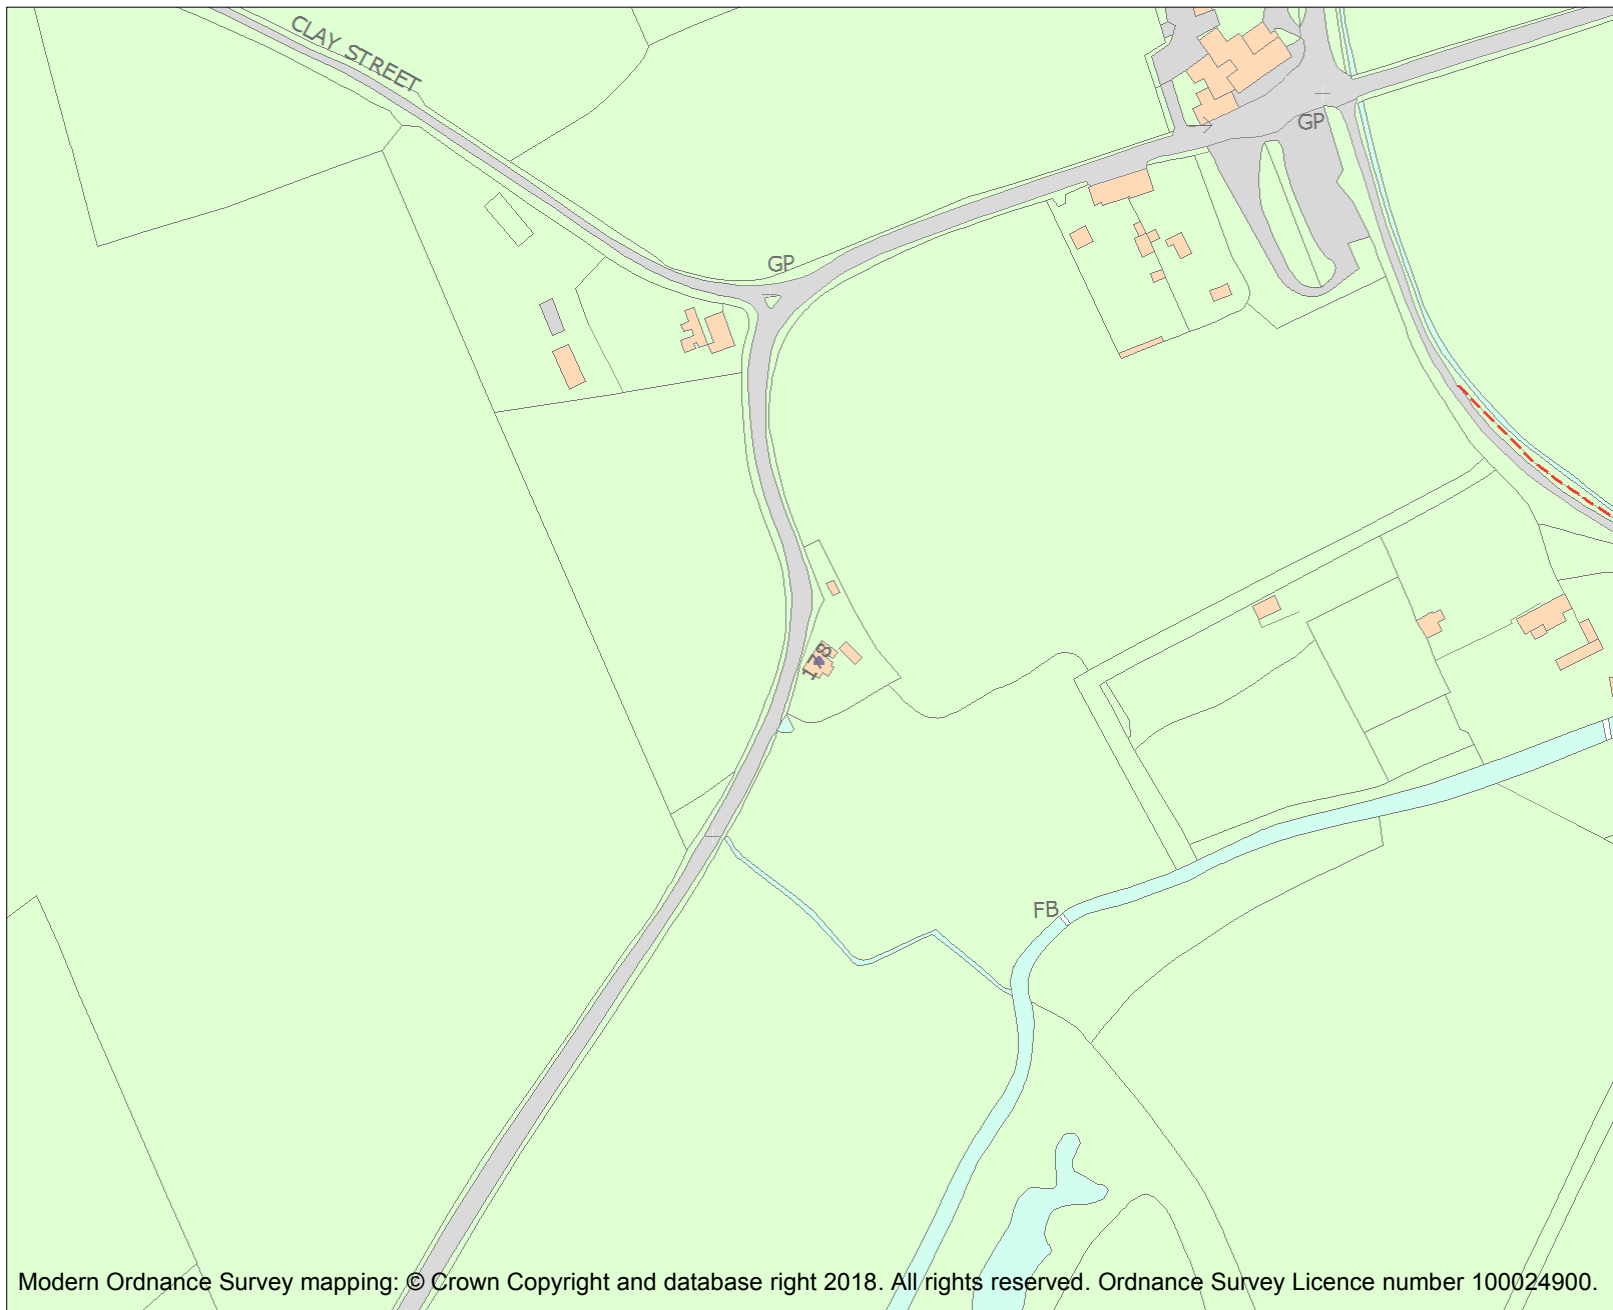 CLAY STREET
GP
GP
178
FB
Modern Ordnance Survey mapping: © Crown Copyright and database right 2018. All rights reserved. Ordnance Survey Licence number 100024900.